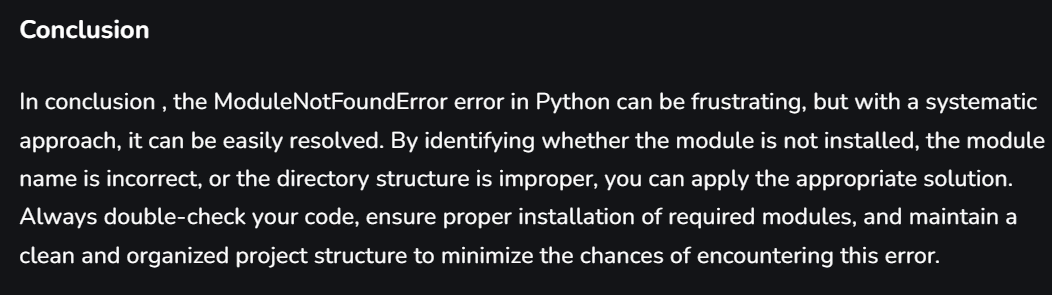 Conclusion
In conclusion , the ModuleNotFoundError error in Python can be frustrating, but with a systematic
approach, it can be easily resolved. By identifying whether the module is not installed, the module
name is incorrect, or the directory structure is improper, you can apply the appropriate solution.
Always double-check your code, ensure proper installation of required modules, and maintain a
clean and organized project structure to minimize the chances of encountering this error.